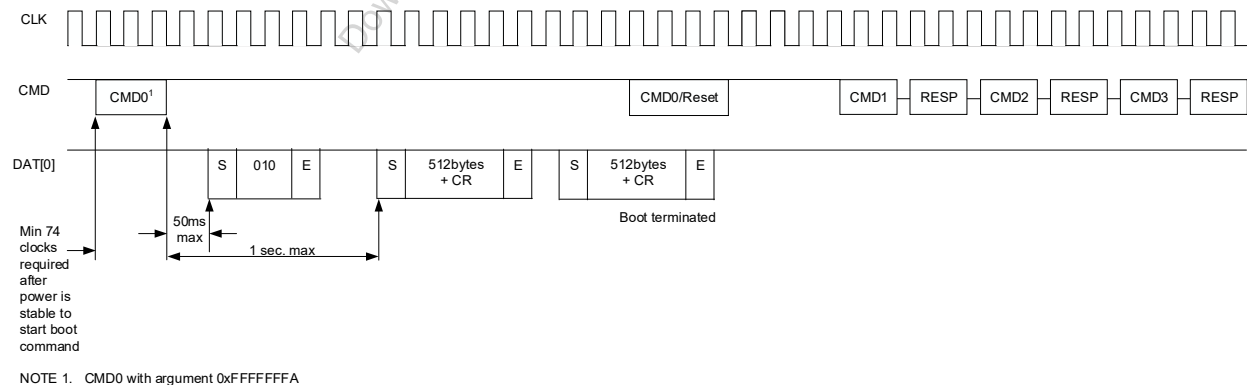 CLK
Dow
CMD
CMD0¹
CMD0/Reset
CMD1
RESP
CMD2
RESP
CMD3
RESP
DAT[0]
S
010
E
S
512bytes
+ CR
E
S
512bytes
+ CR
E
Boot terminated
50ms
max
1 sec. max
Min 74
clocks
required
after
power is
stable to
start boot
command
NOTE 1. CMD0 with argument 0xFFFFFFFA